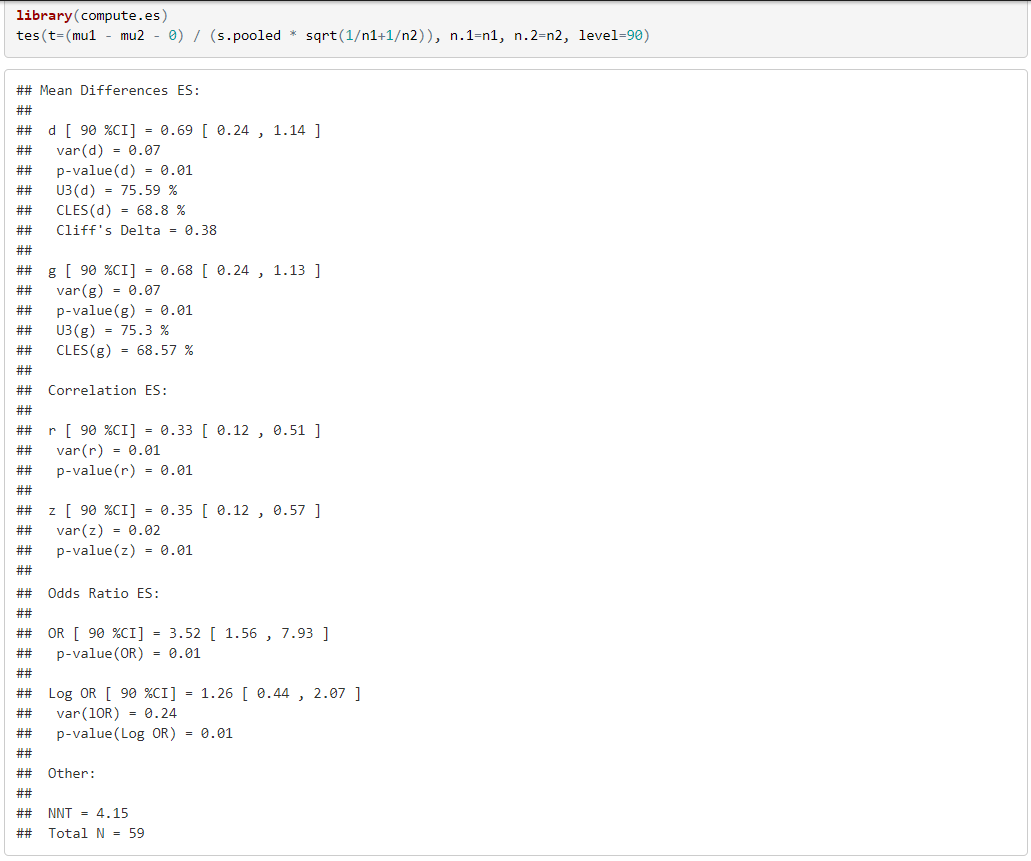 library(compute.es)
tes(t=(mu1 - mu2 - 0) / (s.pooled * sqrt(1/n1+1/n2)), n.1=n1, n.2=n2, level=90)
## Mean Differences ES:
##
##  d [ 90 %CI] = 0.69 [ 0.24 , 1.14 ]
##   var(d) = 0.07
##   p-value(d) = 0.01
##   U3(d) = 75.59 %
##   CLES(d) = 68.8 %
##   Cliff's Delta = 0.38
##
##  g [ 90 %CI] = 0.68 [ 0.24 , 1.13 ]
##   var(g) = 0.07
##   p-value(g) = 0.01
##   U3(g) = 75.3 %
##   CLES(g) = 68.57 %
##
##  Correlation ES:
##
##  r [ 90 %CI] = 0.33 [ 0.12 , 0.51 ]
##   var(r) = 0.01
##   p-value(r) = 0.01
##
##  z [ 90 %CI] = 0.35 [ 0.12 , 0.57 ]
##   var(z) = 0.02
##   p-value(z) = 0.01
##
##  Odds Ratio ES:
##
##  OR [ 90 %CI] = 3.52 [ 1.56 , 7.93 ]
##   p-value(OR) = 0.01
##
##  Log OR [ 90 %CI] = 1.26 [ 0.44 , 2.07 ]
##   var(lOR) = 0.24
##   p-value(Log OR) = 0.01
##
##  Other:
##
##  NNT = 4.15
##  Total N = 59